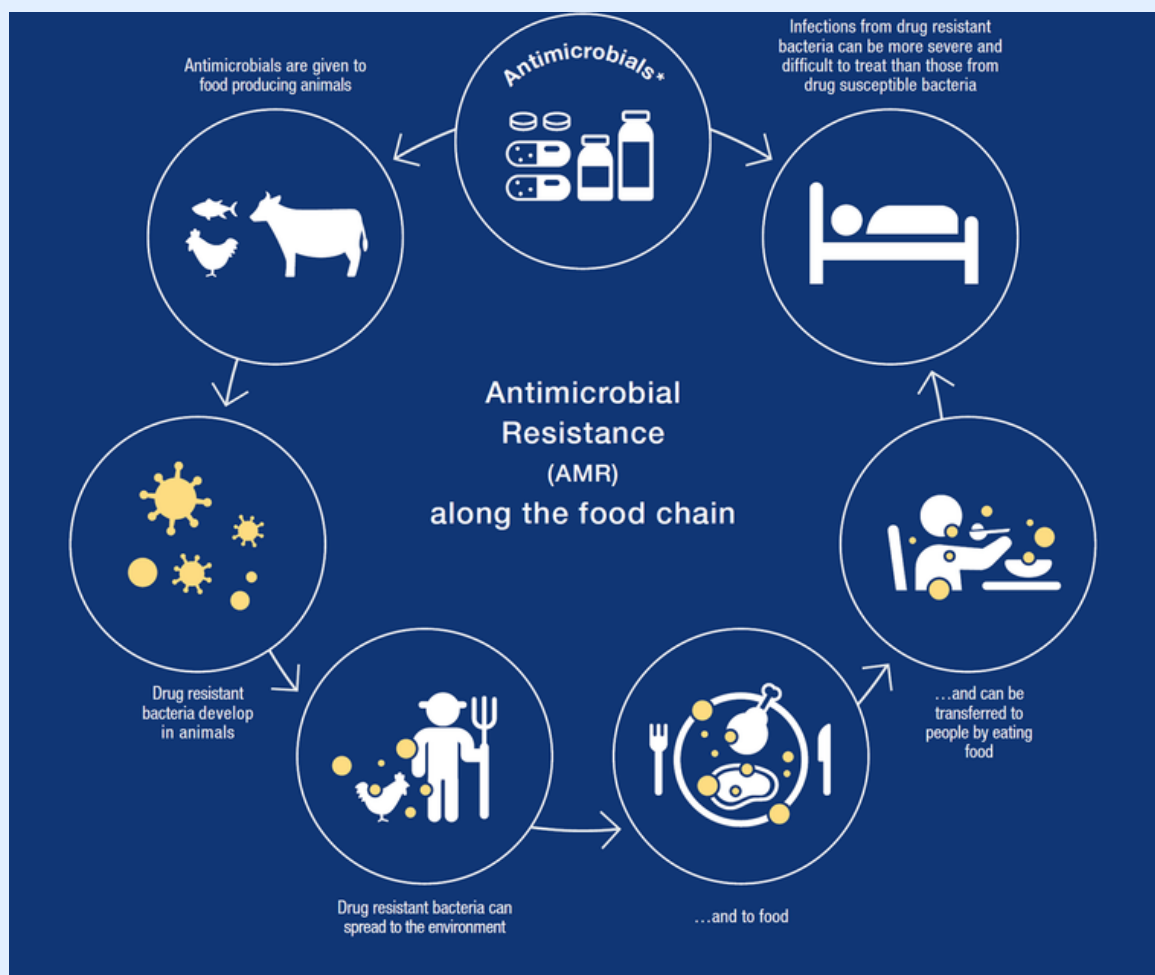 Antimicrobials*
Antimicrobials are given to
food producing animals
Drug resistant
bacteria develop
in animals
Drug resistant bacteria can
spread to the environment
…and to food
…and can be
transferred to
people by eating
food
Infections from drug resistant
bacteria can be more severe and
difficult to treat than those from
drug susceptible bacteria
Antimicrobial
Resistance
(AMR)
along the food chain